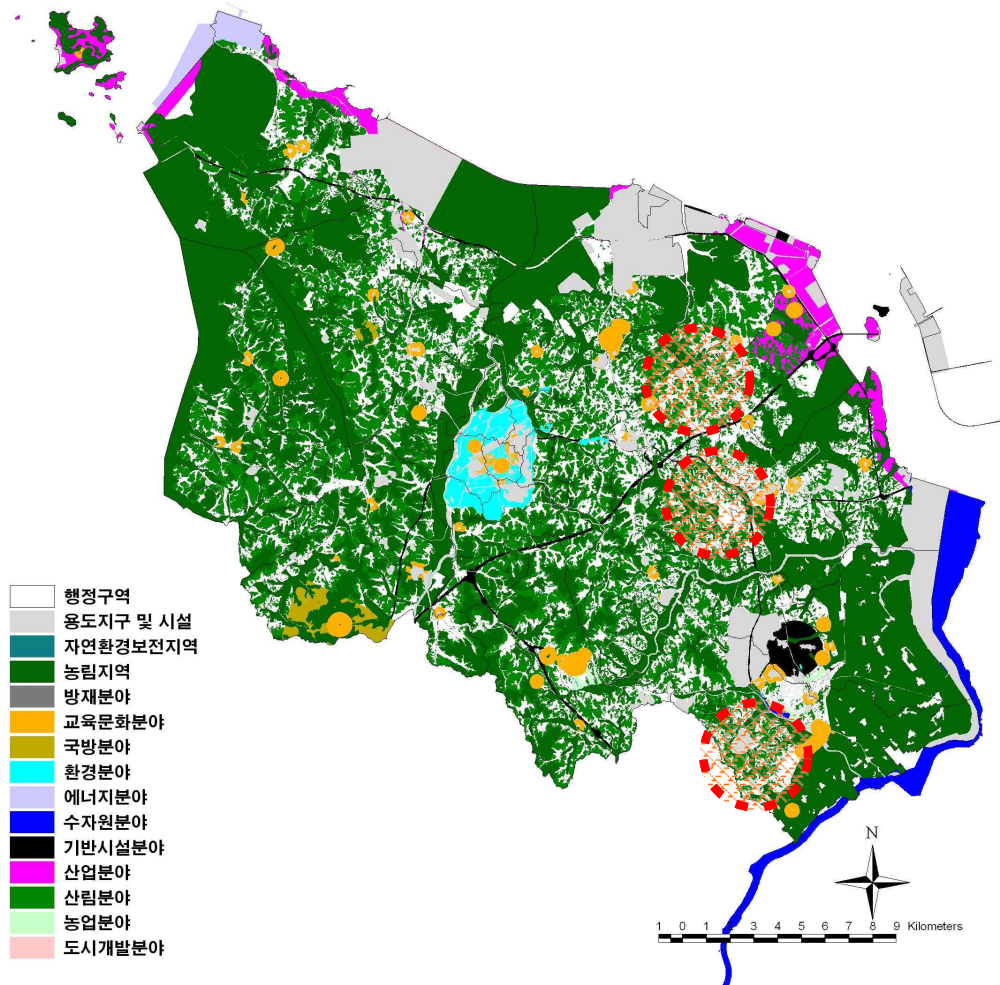 행정구역
용도지구 및 시설
자연환경보전지역
농림지역
방재분야
교육문화분야
국방분야
환경분야
에너지분야
수자원분야
기반시설분야
산업분야
산림분야
농업분야
도시개발분야
N
1 0 1 2 3 4 5 6 7 8 9 Kilometers